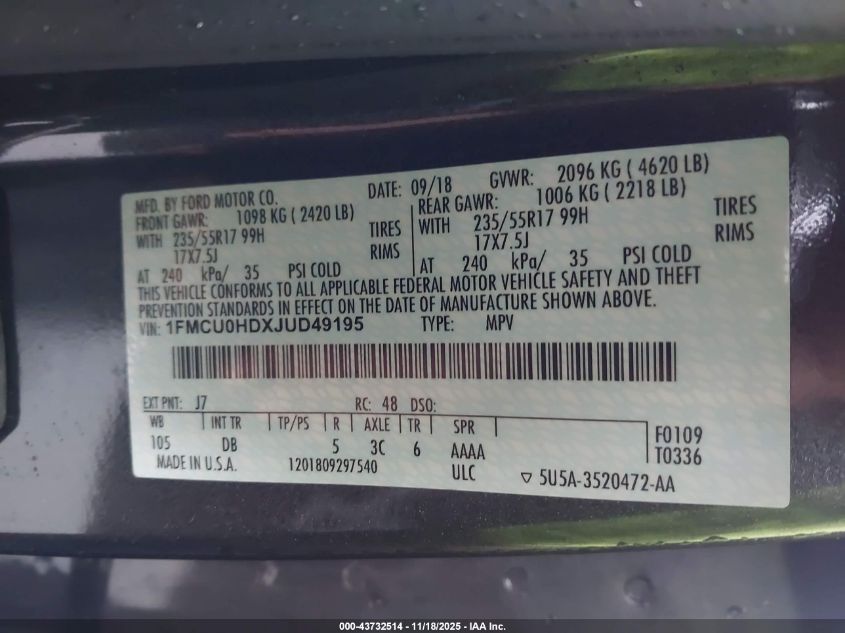 MFD. BY FORD MOTOR CO. DATE: 09/18 GVWR: 2096 KG ( 4620 LB)
FRONT GAWR: 1098 KG ( 2420 LB) REAR GAWR: 1006 KG ( 2218 LB)
WITH 235/55R17 99H TIRES WITH 235/55R17 99H TIRES
17X7.5J RIMS 17X7.5J RIMS
AT 240 kPa/ 35 PSI COLD AT 240 kPa/ 35 PSI COLD
THIS VEHICLE CONFORMS TO ALL APPLICABLE FEDERAL MOTOR VEHICLE SAFETY AND THEFT
PREVENTION STANDARDS IN EFFECT ON THE DATE OF MANUFACTURE SHOWN ABOVE.
VIN: 1FMCU0HDXJUD49195 TYPE: MPV
EXT PNT: J7 RC: 48 DSO:
WB INT TR TP/PS R AXLE TR SPR
105 DB 5 3C 6 AAAA F0109
T0336
MADE IN U.S.A. 1201809297540 ULC ▽ 5U5A-3520472-AA
000-43732514 - 11/18/2025 - IAA Inc.